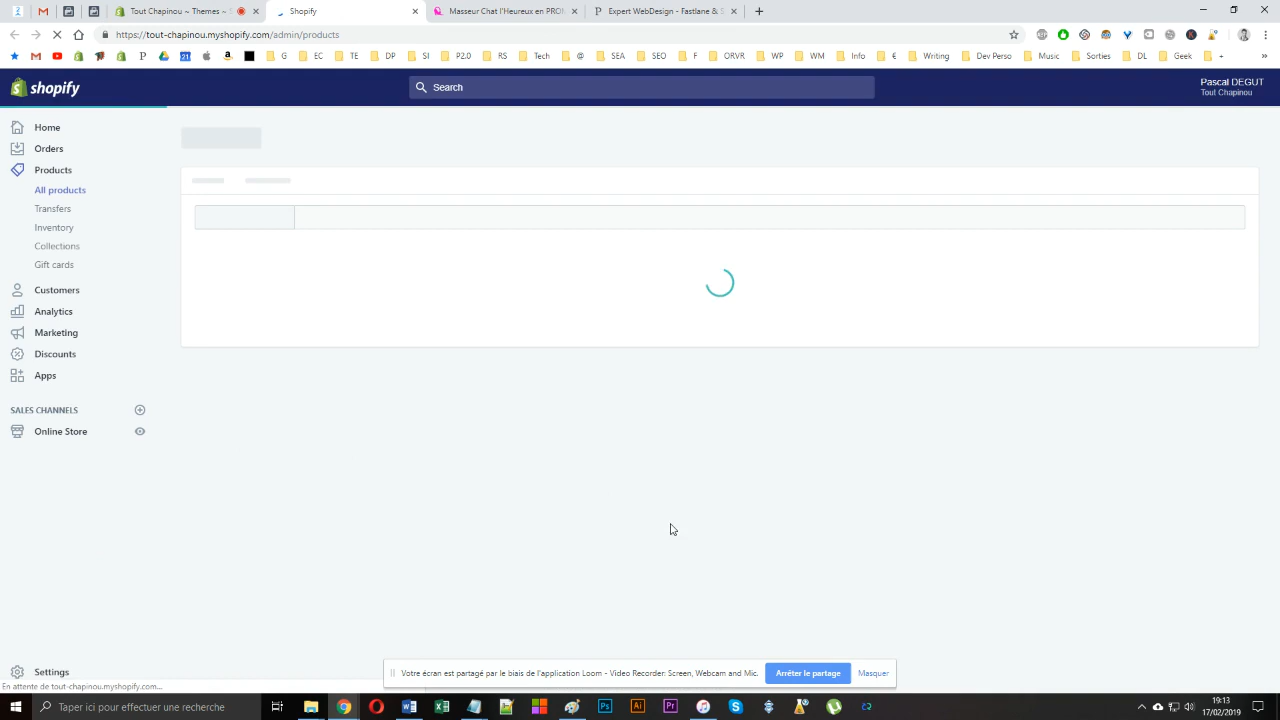 Tout Chapinou ~ Themes ~ S
Shopify
Masseur Chat l'Heureux en PROM
Expert WebDesign - Fastlane & S
https://tout-chapinou.myshopify.com/admin/products
G EC TE DP SI P2.0 RS Tech @ SEA SEO F ORVR WP WM Info € Writing Dev Perso Music Sorties DL Geek +
shopify
Search
Pascal DEGUT
Tout Chapinou
Home
Orders
Products
All products
Transfers
Inventory
Collections
Gift cards
Customers
Analytics
Marketing
Discounts
Apps
SALES CHANNELS
Online Store
Settings
Votre écran est partagé par le biais de l'application Loom - Video Recorder: Screen, Webcam and Mic. Arrêter le partage Masquer
En attente de tout-chapinou.myshopify.com...
Taper ici pour effectuer une recherche
19:13
17/02/2019